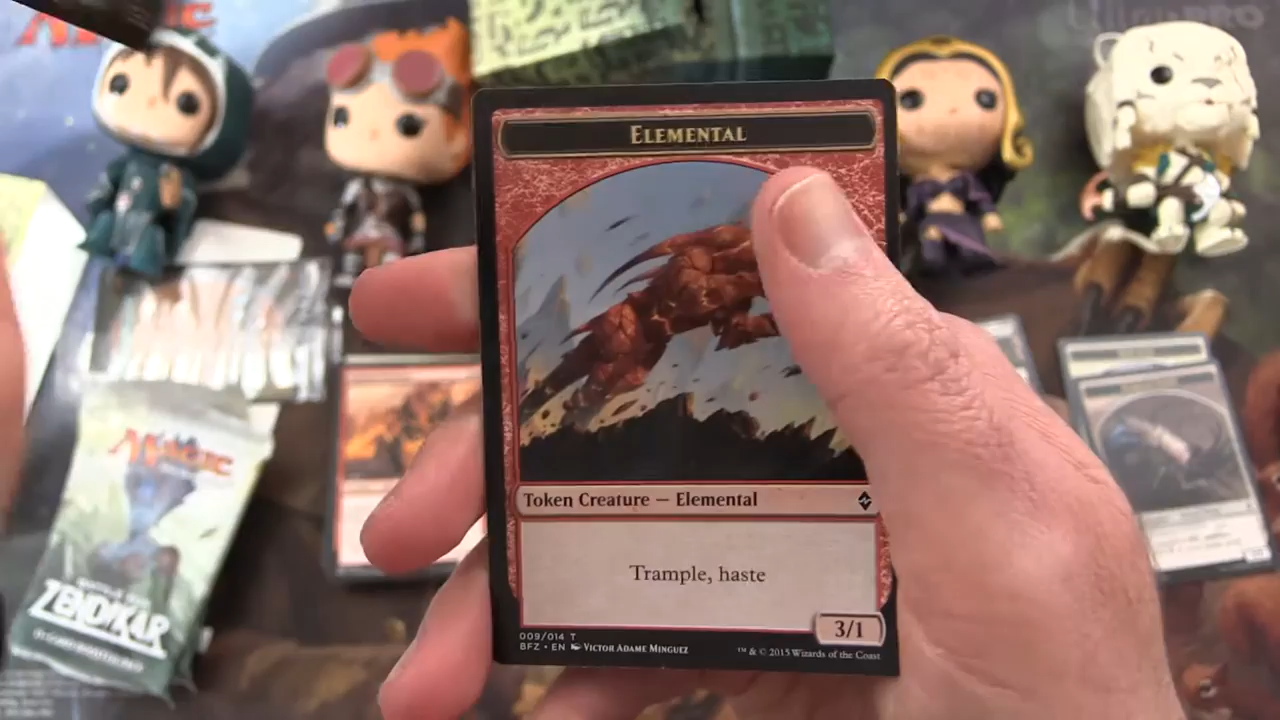 ELEMENTAL
Token Creature — Elemental
Trample, haste
3/1
009/014 T
BFZ • EN VICTOR ADAME MINGUEZ
™ & © 2015 Wizards of the Coast
MAGIC
ZENDIKAR